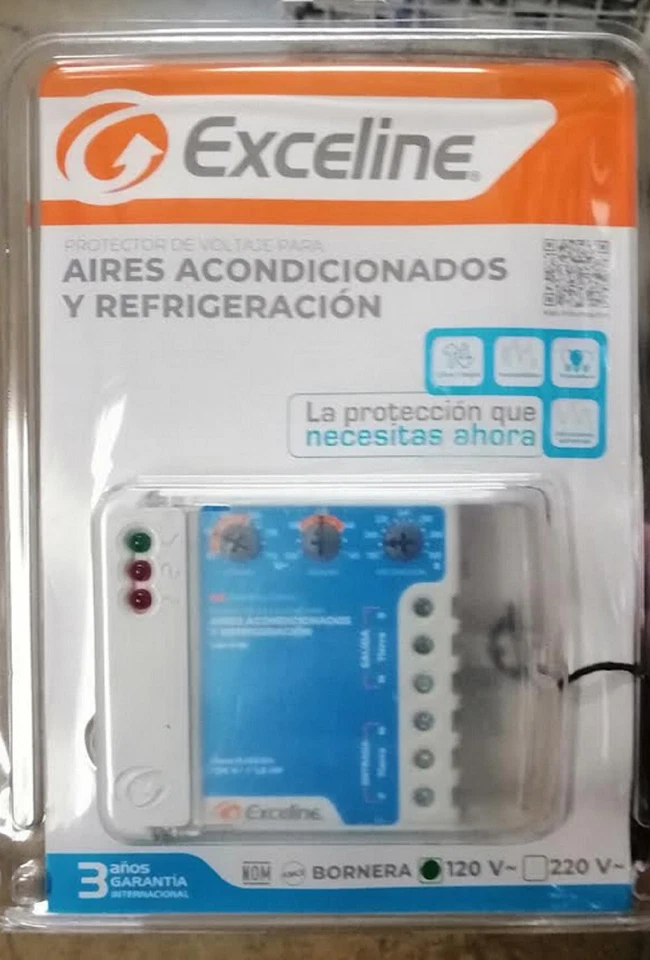 Exceline
PROTECTOR DE VOLTAJE PARA
AIRES ACONDICIONADOS
Y REFRIGERACIÓN
La protección que
necesitas ahora
AIRES ACONDICIONADOS
Y REFRIGERACIÓN
SALIDA
Tierra
N
ENTRADA
Tierra
Exceline
3 años
GARANTÍA
INTERNACIONAL
NOM
BORNERA 120 V~ 220 V~